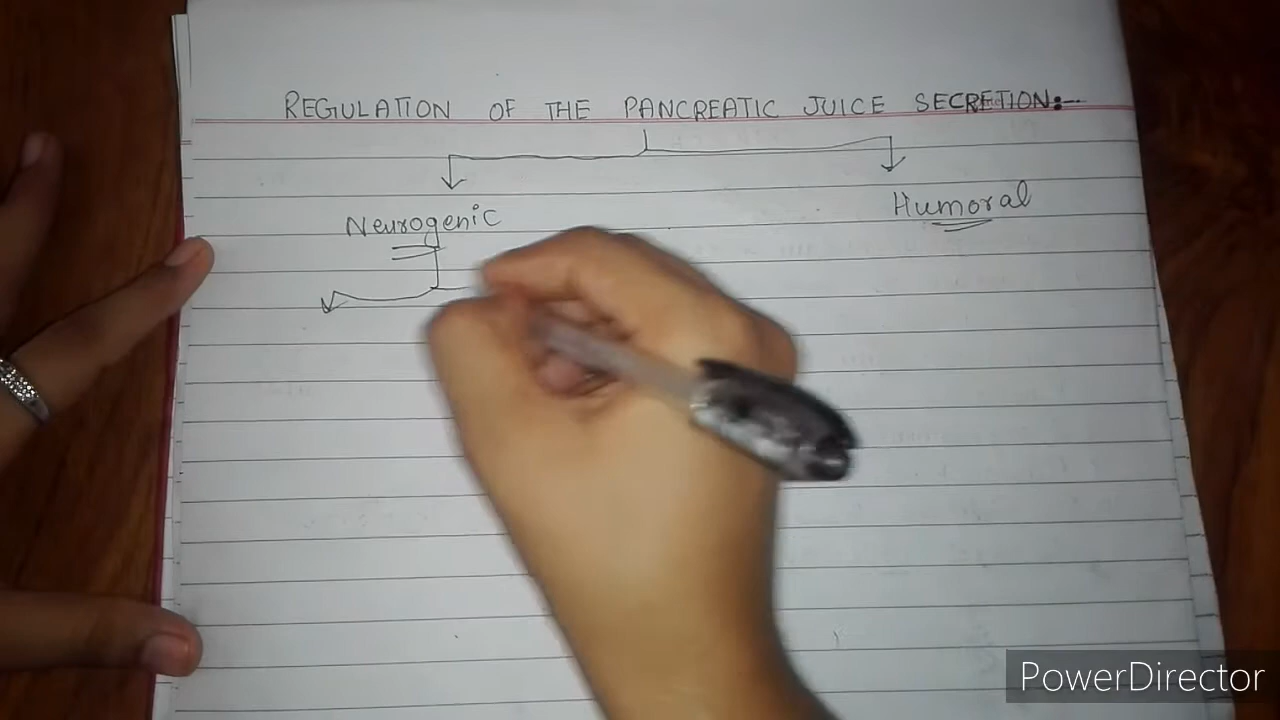 REGULATION OF THE PANCREATIC JUICE SECRETION:-
Neurogenic
Humoral
PowerDirector